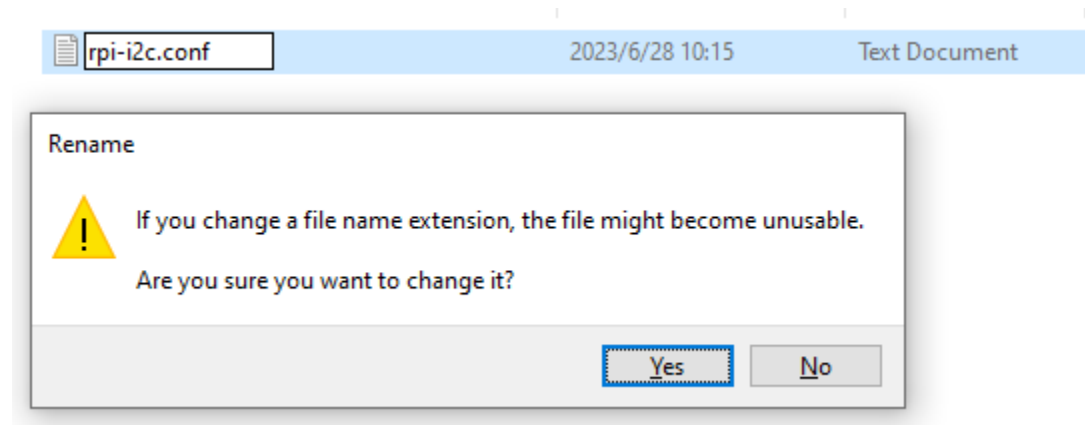 rpi-i2c.conf 2023/6/28 10:15 Text Document
Rename
If you change a file name extension, the file might become unusable.
Are you sure you want to change it?
Yes No